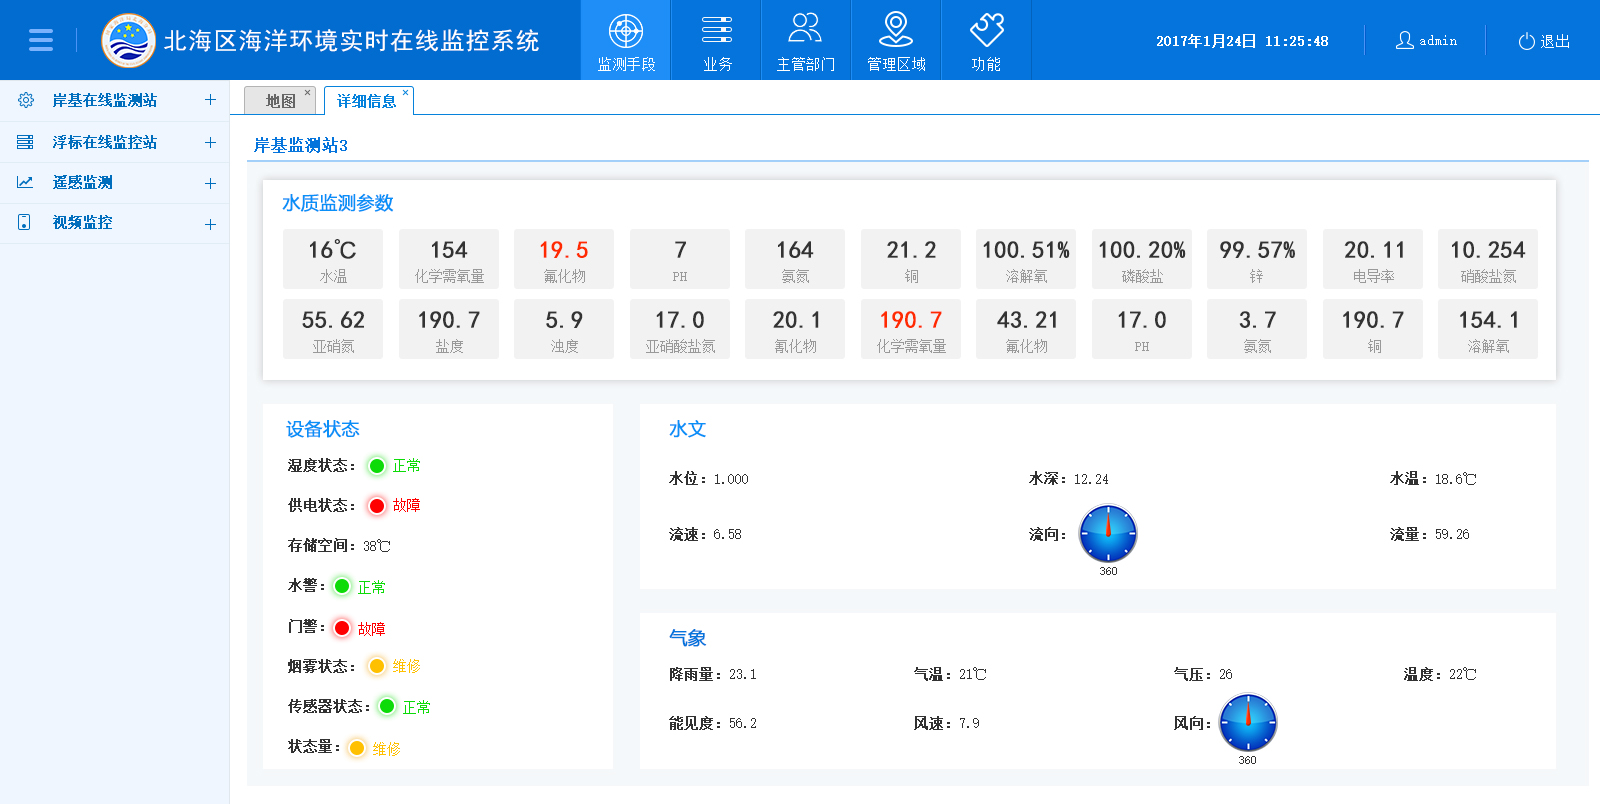 北海区海洋环境实时在线监控系统
监测手段 业务 主管部门 管理区域 功能
2017年1月24日 11:25:48 admin 退出
岸基在线监测站
浮标在线监控站
遥感监测
视频监控
地图 详细信息
岸基监测站3
水质监测参数
16℃ 154 19.5 7 164 21.2 100.51% 100.20% 99.57% 20.11 10.254
水温 化学需氧量 氟化物 PH 氨氮 铜 溶解氧 磷酸盐 锌 电导率 硝酸盐氮
55.62 190.7 5.9 17.0 20.1 190.7 43.21 17.0 3.7 190.7 154.1
亚硝氮 盐度 浊度 亚硝酸盐氮 氰化物 化学需氧量 氟化物 PH 氨氮 铜 溶解氧
设备状态
湿度状态：正常
供电状态：故障
存储空间：38℃
水警：正常
门警：故障
烟雾状态：维修
传感器状态：正常
状态量：维修
水文
水位：1.000 水深：12.24 水温：18.6℃
流速：6.58 流向： 流量：59.26
360
气象
降雨量：23.1 气温：21℃ 气压：26 温度：22℃
能见度：56.2 风速：7.9 风向：
360